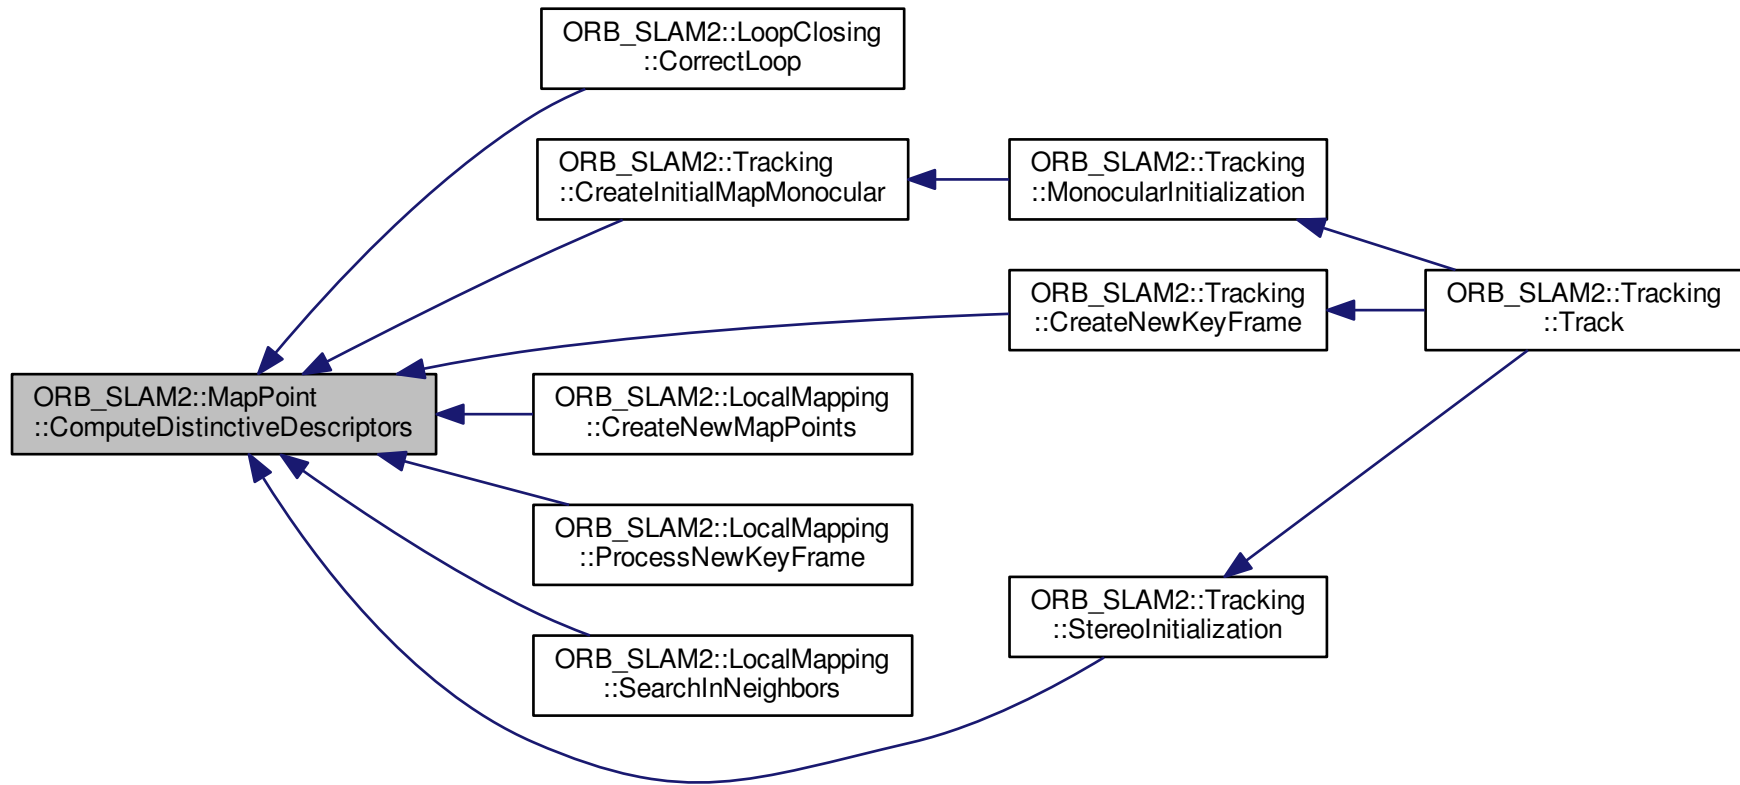 ORB_SLAM2::LoopClosing
::CorrectLoop
ORB_SLAM2::Tracking
::CreateInitialMapMonocular
ORB_SLAM2::Tracking
::MonocularInitialization
ORB_SLAM2::Tracking
::CreateNewKeyFrame
ORB_SLAM2::Tracking
::Track
ORB_SLAM2::MapPoint
::ComputeDistinctiveDescriptors
ORB_SLAM2::LocalMapping
::CreateNewMapPoints
ORB_SLAM2::LocalMapping
::ProcessNewKeyFrame
ORB_SLAM2::Tracking
::StereoInitialization
ORB_SLAM2::LocalMapping
::SearchInNeighbors